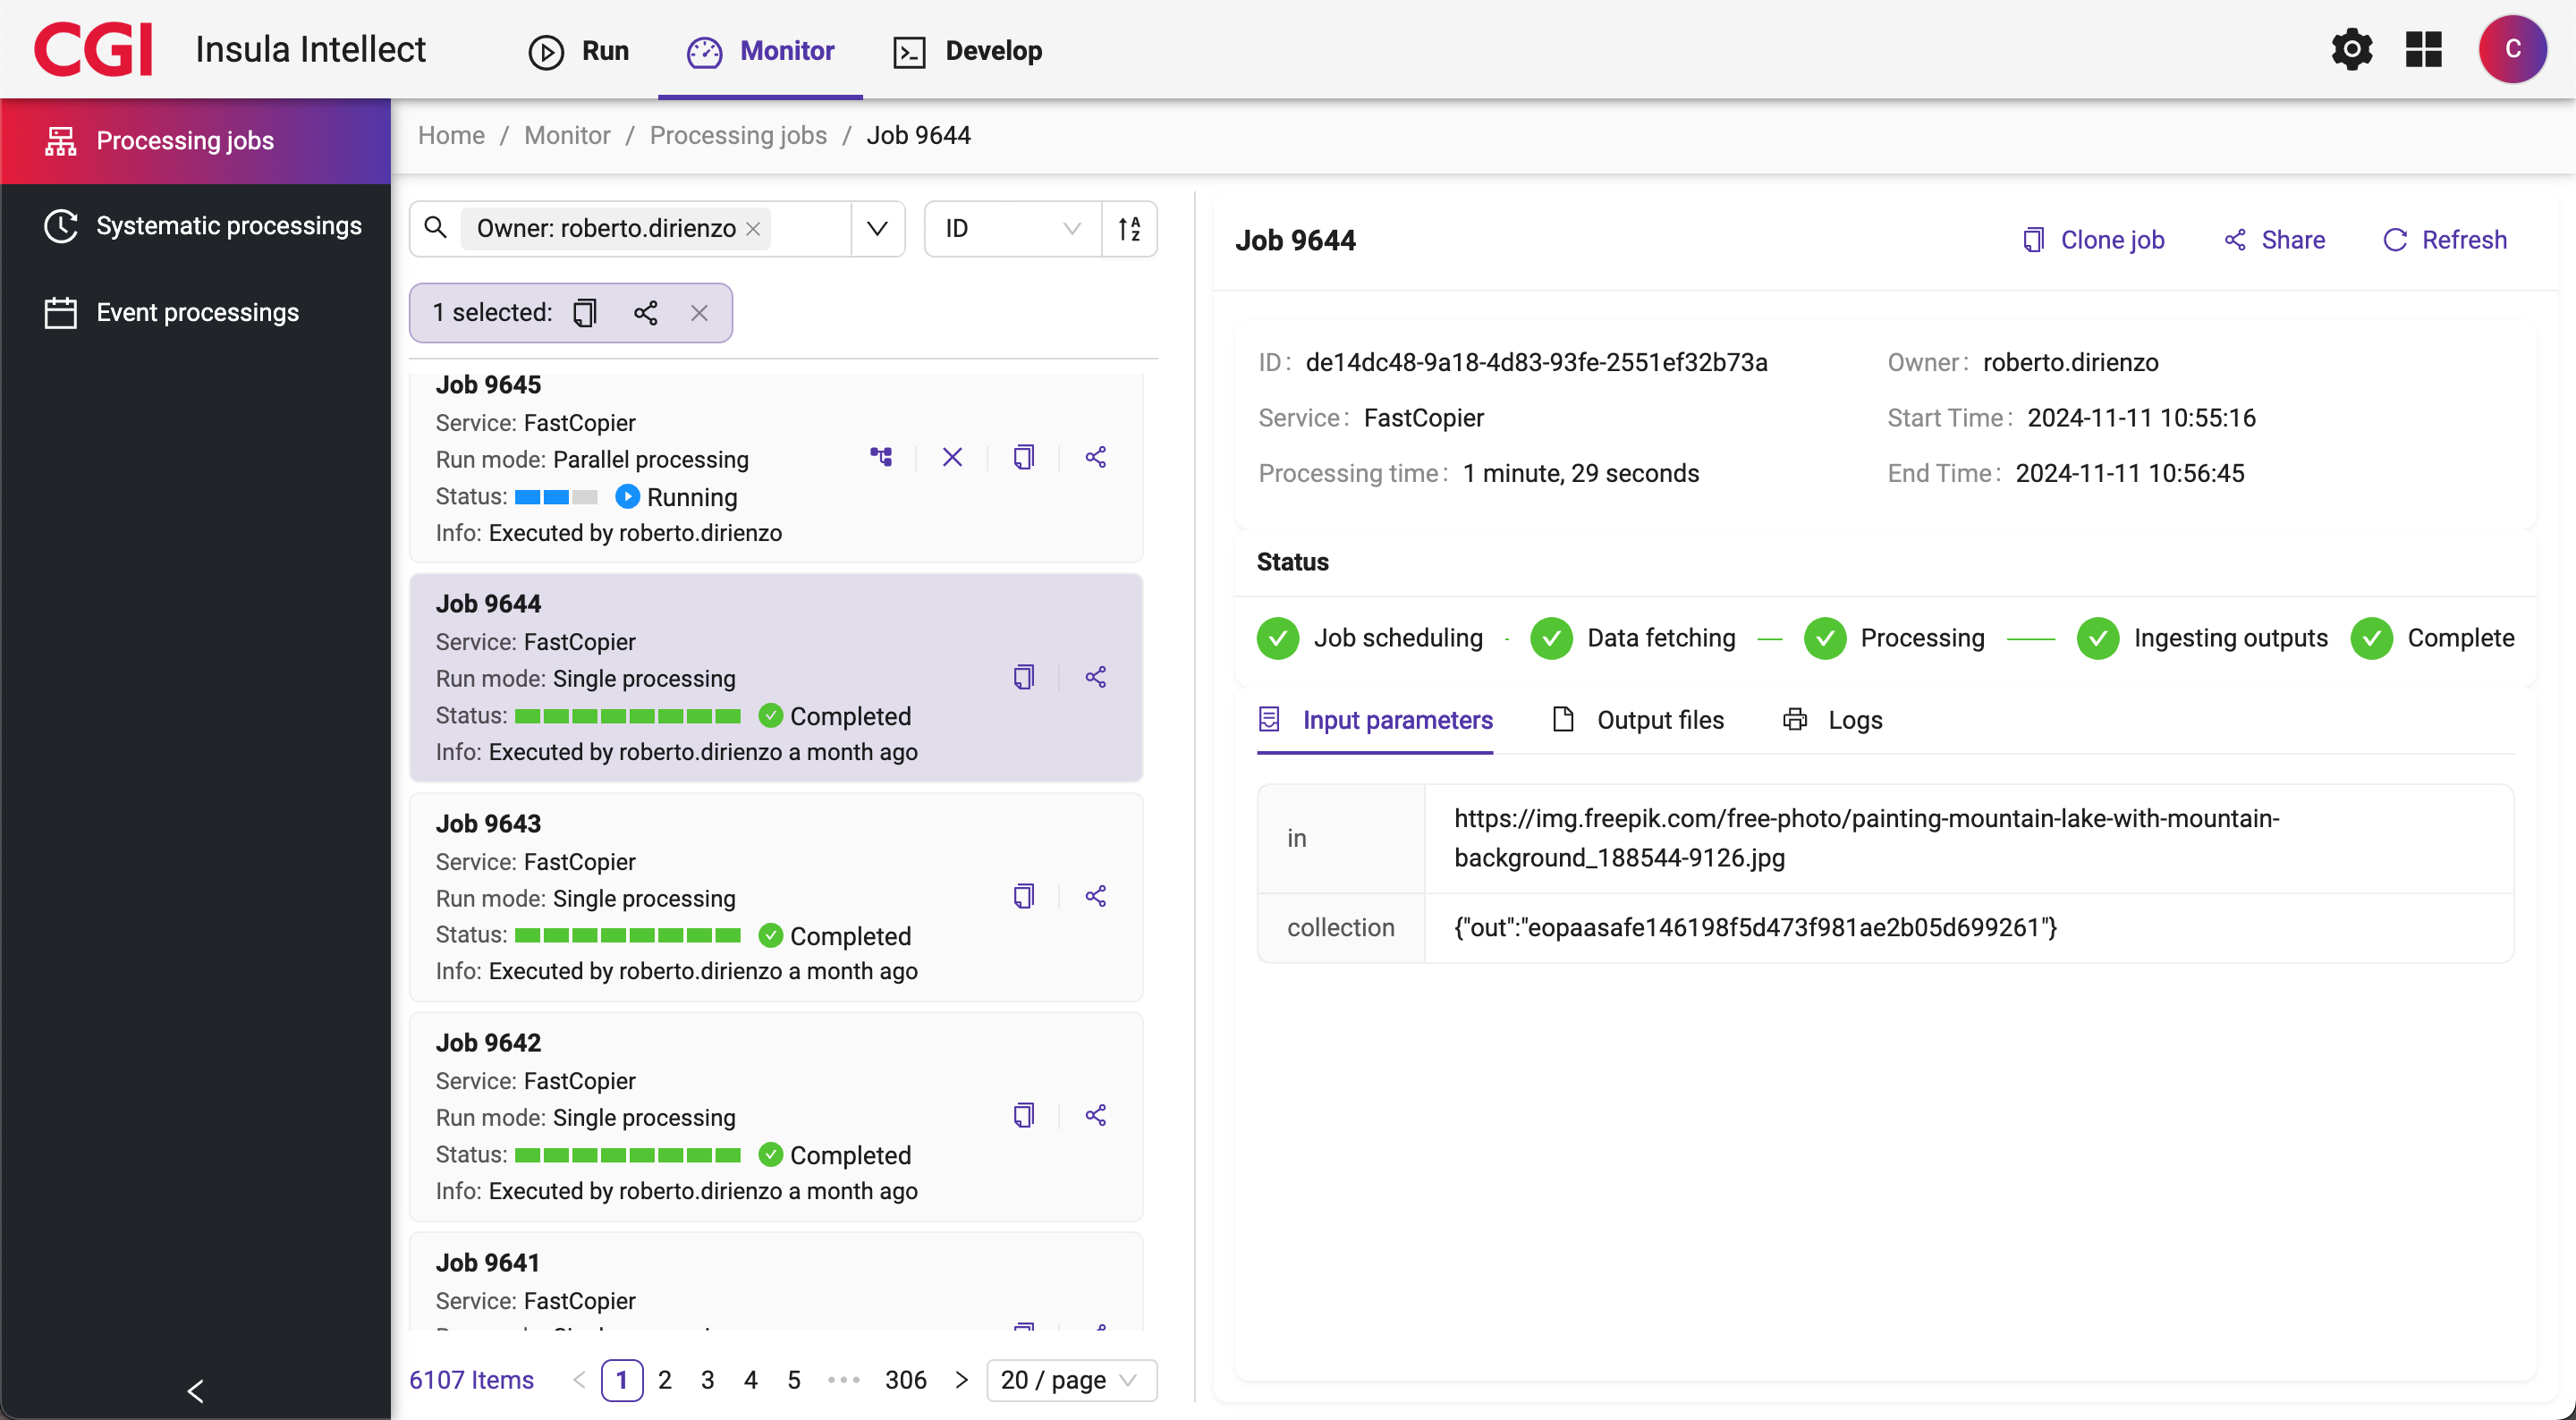 CGI Insula Intellect Run Monitor Develop C
Processing jobs
Systematic processings
Event processings
Home / Monitor / Processing jobs / Job 9644
Owner: roberto.dirienzo ID
1 selected:
Job 9645
Service: FastCopier
Run mode: Parallel processing
Status: Running
Info: Executed by roberto.dirienzo
Job 9644
Service: FastCopier
Run mode: Single processing
Status: Completed
Info: Executed by roberto.dirienzo a month ago
Job 9643
Service: FastCopier
Run mode: Single processing
Status: Completed
Info: Executed by roberto.dirienzo a month ago
Job 9642
Service: FastCopier
Run mode: Single processing
Status: Completed
Info: Executed by roberto.dirienzo a month ago
Job 9641
Service: FastCopier
6107 Items 1 2 3 4 5 ••• 306 20 / page
Job 9644 Clone job Share Refresh
ID: de14dc48-9a18-4d83-93fe-2551ef32b73a Owner: roberto.dirienzo
Service: FastCopier Start Time: 2024-11-11 10:55:16
Processing time: 1 minute, 29 seconds End Time: 2024-11-11 10:56:45
Status
Job scheduling Data fetching Processing Ingesting outputs Complete
Input parameters Output files Logs
in https://img.freepik.com/free-photo/painting-mountain-lake-with-mountain-
background_188544-9126.jpg
collection {"out":"eopaasafe146198f5d473f981ae2b05d699261"}